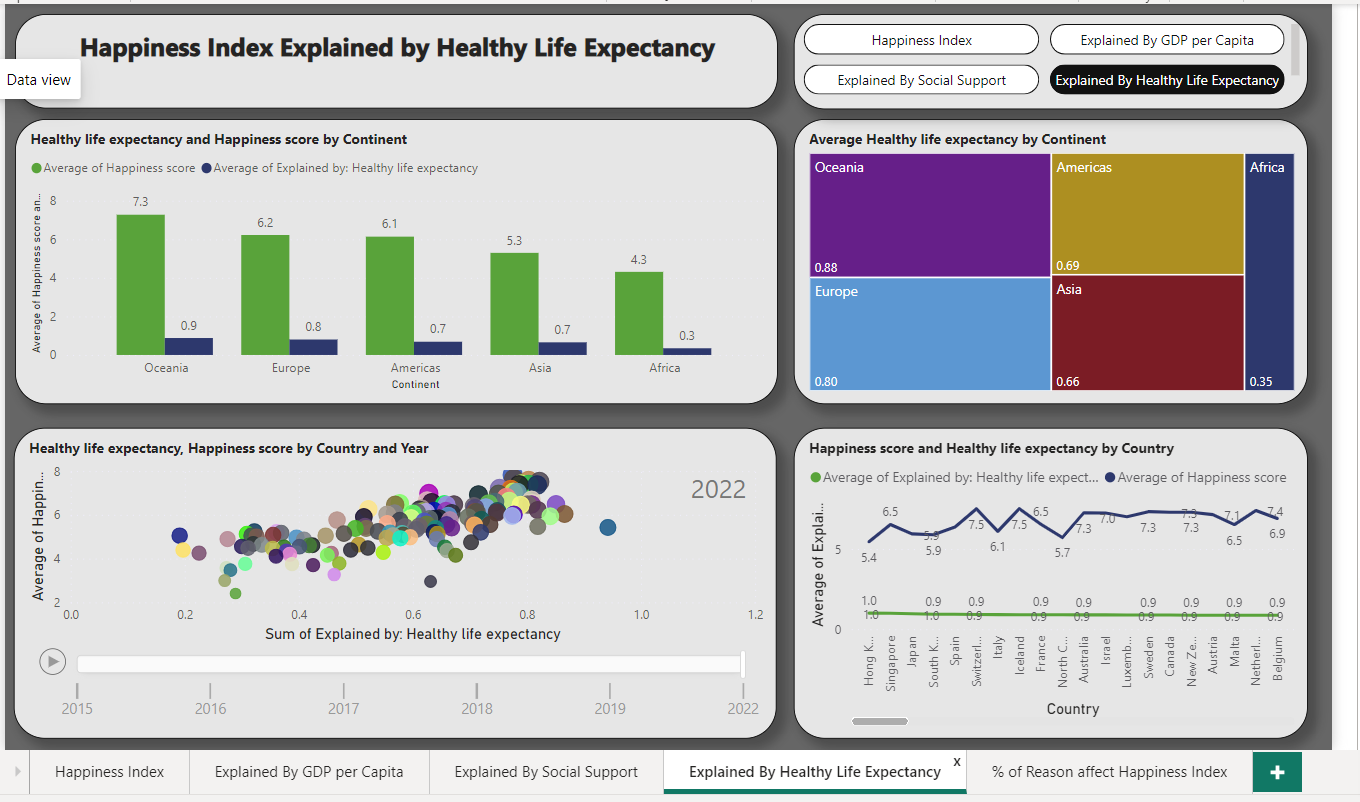 Happiness Index Explained by Healthy Life Expectancy
Data view
Happiness Index
Explained By GDP per Capita
Explained By Social Support
Explained By Healthy Life Expectancy
Healthy life expectancy and Happiness score by Continent
Average of Happiness score
Average of Explained by: Healthy life expectancy
Average of Happiness score an...
8
6
4
2
0
7.3
0.9
6.2
0.8
6.1
0.7
5.3
0.7
4.3
0.3
Oceania
Europe
Americas
Asia
Africa
Continent
Average Healthy life expectancy by Continent
Oceania
0.88
Europe
0.80
Americas
0.69
Asia
0.66
Africa
0.35
Healthy life expectancy, Happiness score by Country and Year
2022
Average of Happin...
8
6
4
2
0.0
0.2
0.4
0.6
0.8
1.0
1.2
Sum of Explained by: Healthy life expectancy
2015
2016
2017
2018
2019
2022
Happiness score and Healthy life expectancy by Country
Average of Explained by: Healthy life expect...
Average of Happiness score
Average of Explai...
5
0
5.4
6.5
5.9
5.9
7.5
6.1
7.5
6.5
5.7
7.3
7.0
7.3
7.3
7.3
7.1
6.5
7.4
6.9
1.0
1.0
0.9
1.0
0.9
0.9
0.9
0.9
0.9
0.9
0.9
0.9
0.9
0.9
0.9
Hong K...
Singapore
Japan
South K...
Spain
Switzerl...
Italy
Iceland
France
North C...
Australia
Israel
Luxemb...
Sweden
Canada
New Ze...
Austria
Malta
Netherl...
Belgium
Country
Happiness Index
Explained By GDP per Capita
Explained By Social Support
Explained By Healthy Life Expectancy
x
% of Reason affect Happiness Index
+